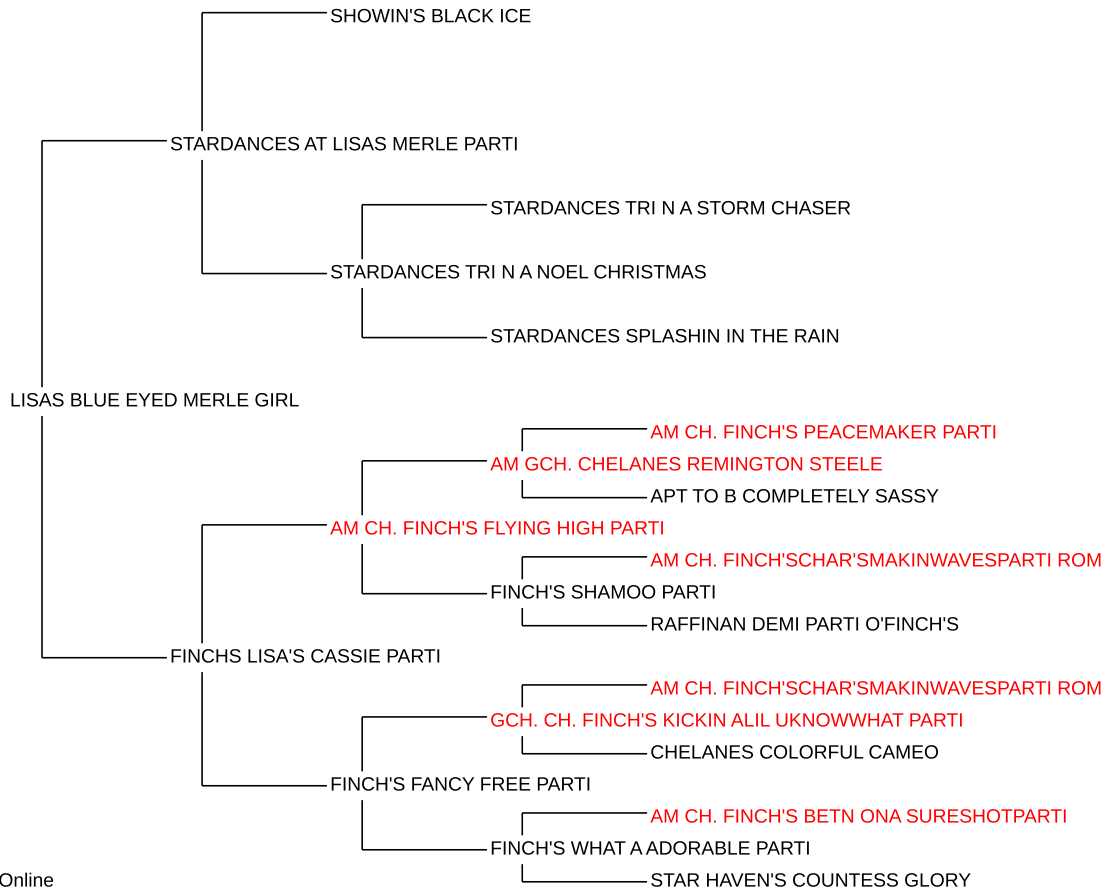 SHOWIN'S BLACK ICE
STARDANCES AT LISAS MERLE PARTI
STARDANCES TRI N A STORM CHASER
STARDANCES TRI N A NOEL CHRISTMAS
STARDANCES SPLASHIN IN THE RAIN
LISAS BLUE EYED MERLE GIRL
AM CH. FINCH'S PEACEMAKER PARTI
AM GCH. CHELANES REMINGTON STEELE
APT TO B COMPLETELY SASSY
AM CH. FINCH'S FLYING HIGH PARTI
AM CH. FINCH'SCHAR'SMAKINWAVESPARTI ROM
FINCH'S SHAMOO PARTI
RAFFINAN DEMI PARTI O'FINCH'S
FINCHS LISA'S CASSIE PARTI
AM CH. FINCH'SCHAR'SMAKINWAVESPARTI ROM
GCH. CH. FINCH'S KICKIN ALIL UKNOWWHAT PARTI
CHELANES COLORFUL CAMEO
FINCH'S FANCY FREE PARTI
AM CH. FINCH'S BETN ONA SURESHOTPARTI
FINCH'S WHAT A ADORABLE PARTI
STAR HAVEN'S COUNTESS GLORY
Online